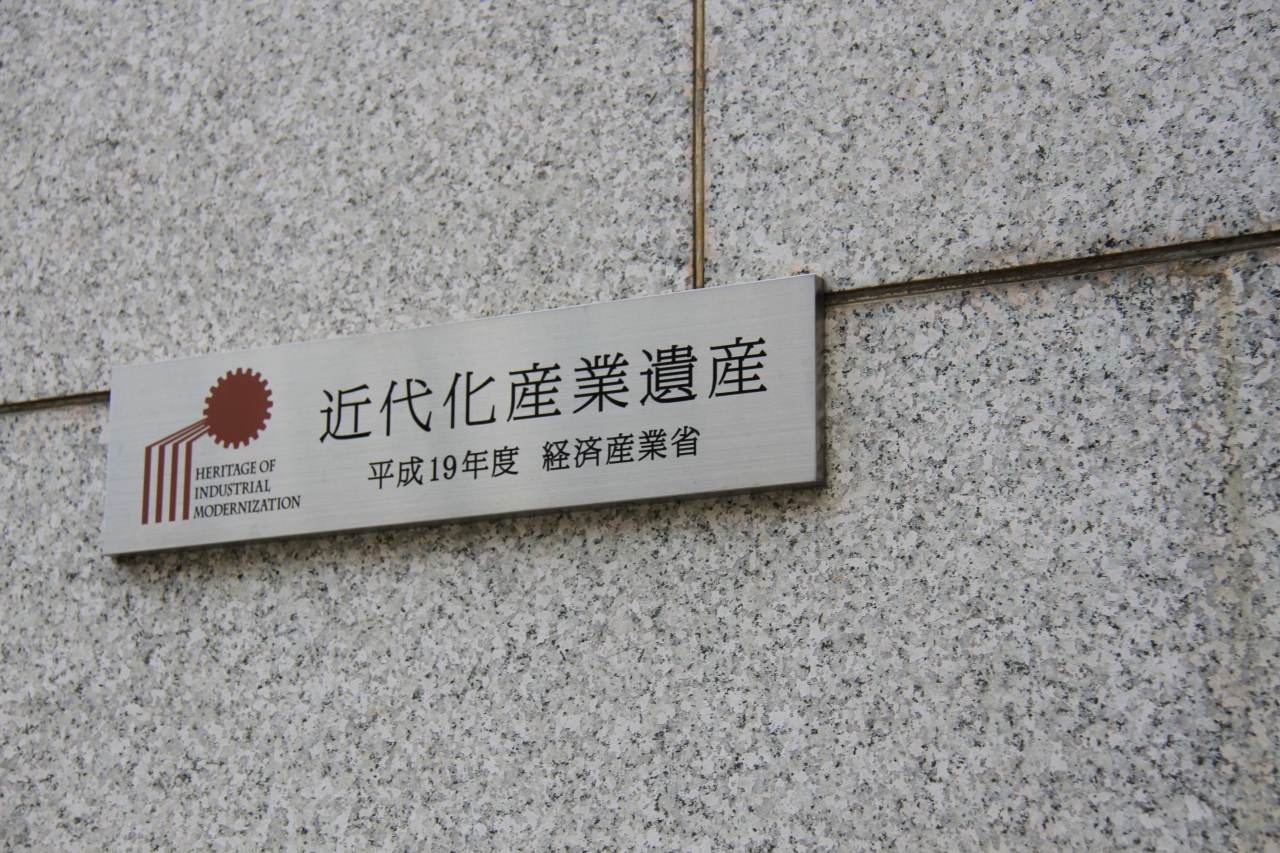 近代化産業遺産
平成19年度 経済産業省
HERITAGE OF
INDUSTRIAL
MODERNIZATION